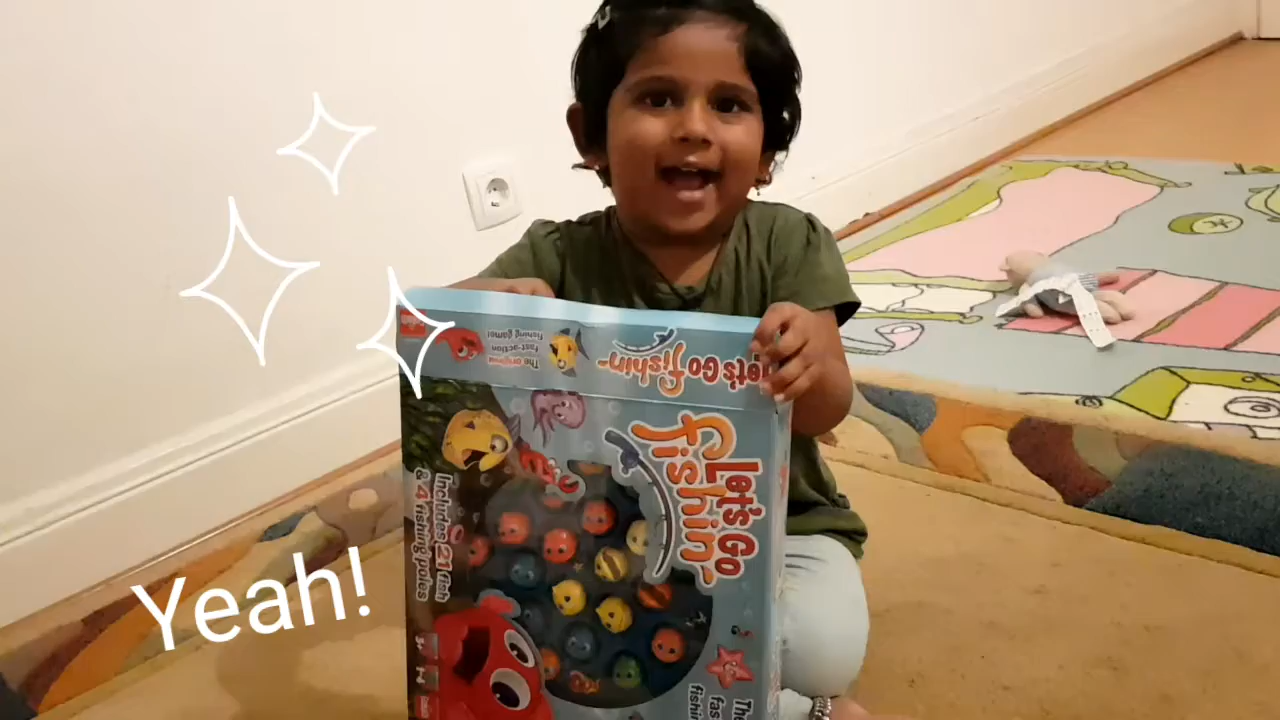 Yeah!
Let's Go
fishin'
The original
fast-action
fishing game!
Let's Go
fishin'
Includes 21 fish
& 4 fishing poles